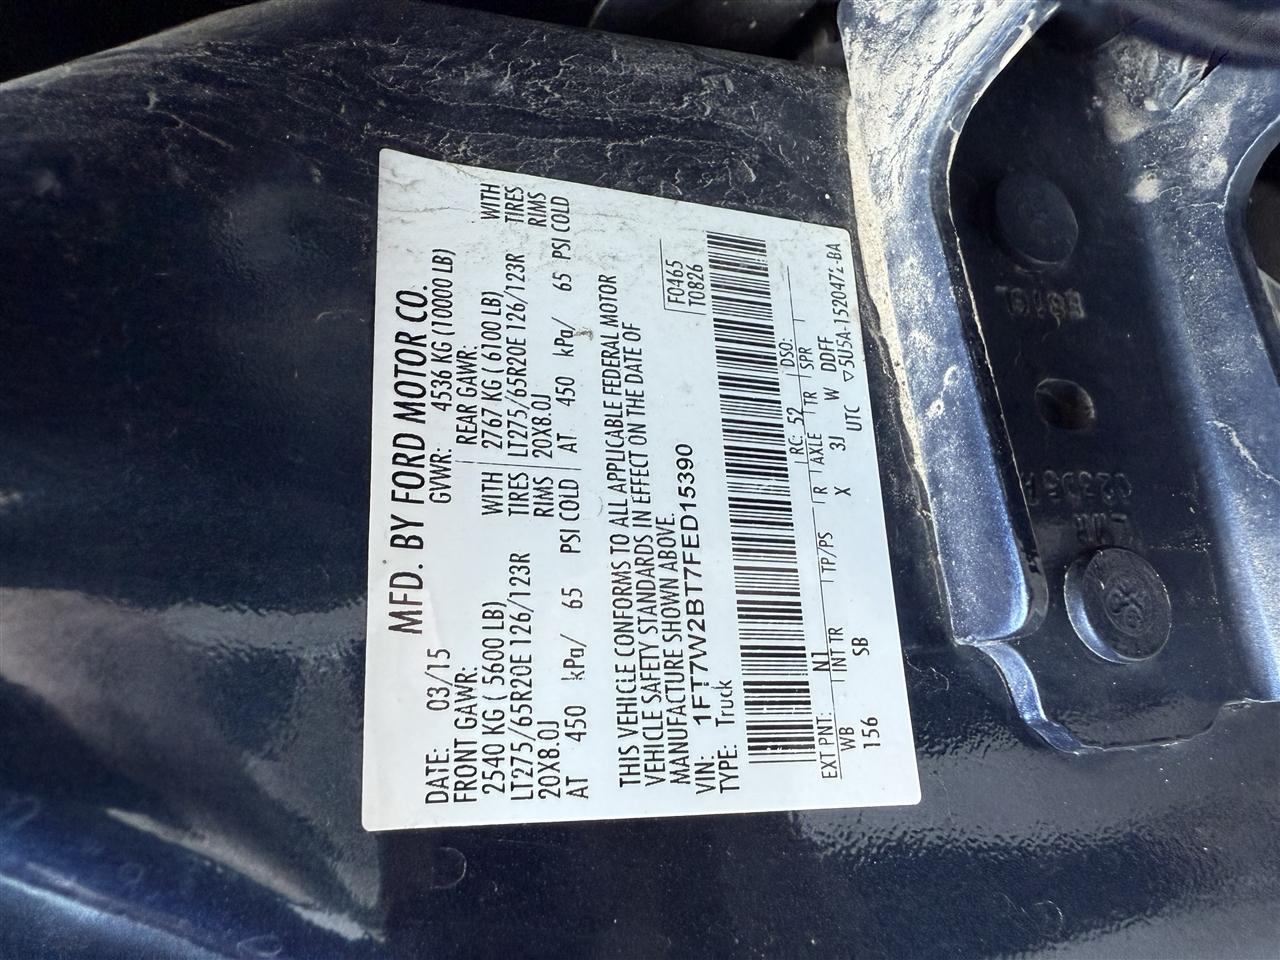 MFD. BY FORD MOTOR CO.
DATE: 03/15 GVWR: 4536 KG (10000 LB)
FRONT GAWR: REAR GAWR:
2540 KG ( 5600 LB) WITH 2767 KG ( 6100 LB) WITH
LT275/65R20E 126/123R TIRES LT275/65R20E 126/123R TIRES
20X8.0J RIMS 20X8.0J RIMS
AT 450 kPa/ 65 PSI COLD AT 450 kPa/ 65 PSI COLD
THIS VEHICLE CONFORMS TO ALL APPLICABLE FEDERAL MOTOR
VEHICLE SAFETY STANDARDS IN EFFECT ON THE DATE OF
MANUFACTURE SHOWN ABOVE.
VIN: 1FT7W2BT7FED15390 F0465
TYPE: Truck T0826
EXT PNT: N1 RC: 52 DSO:
WB INT TR TP/PS R AXLE TR SPR
156 SB X 3J W DDFF
UTC ▽5U5A-1520472-BA